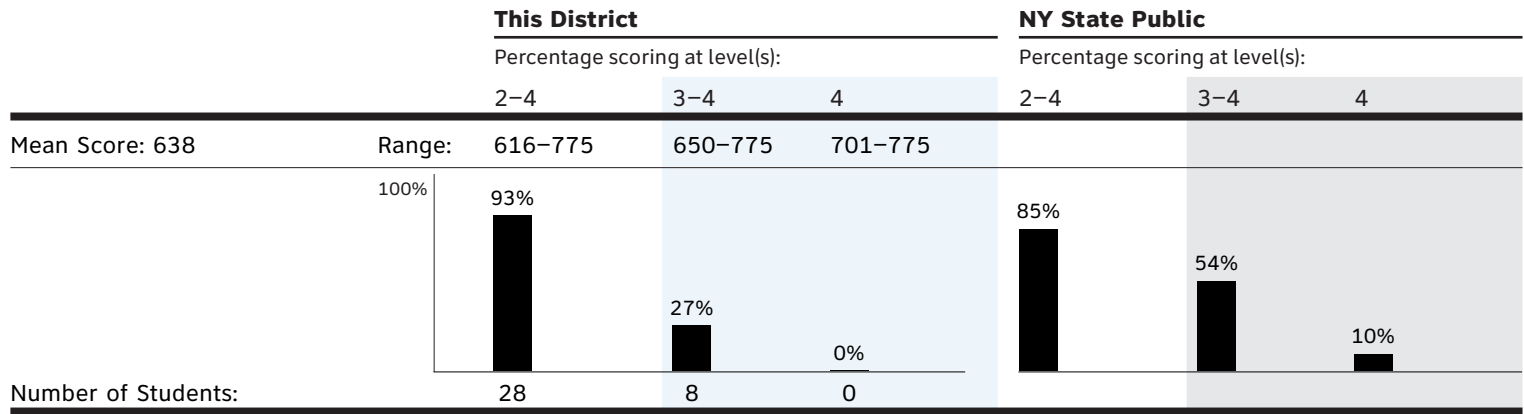 This District NY State Public
Percentage scoring at level(s): Percentage scoring at level(s):
2–4 3–4 4 2–4 3–4 4
Mean Score: 638 Range: 616–775 650–775 701–775
100%
93% 85%
54%
27%
0% 10%
Number of Students: 28 8 0